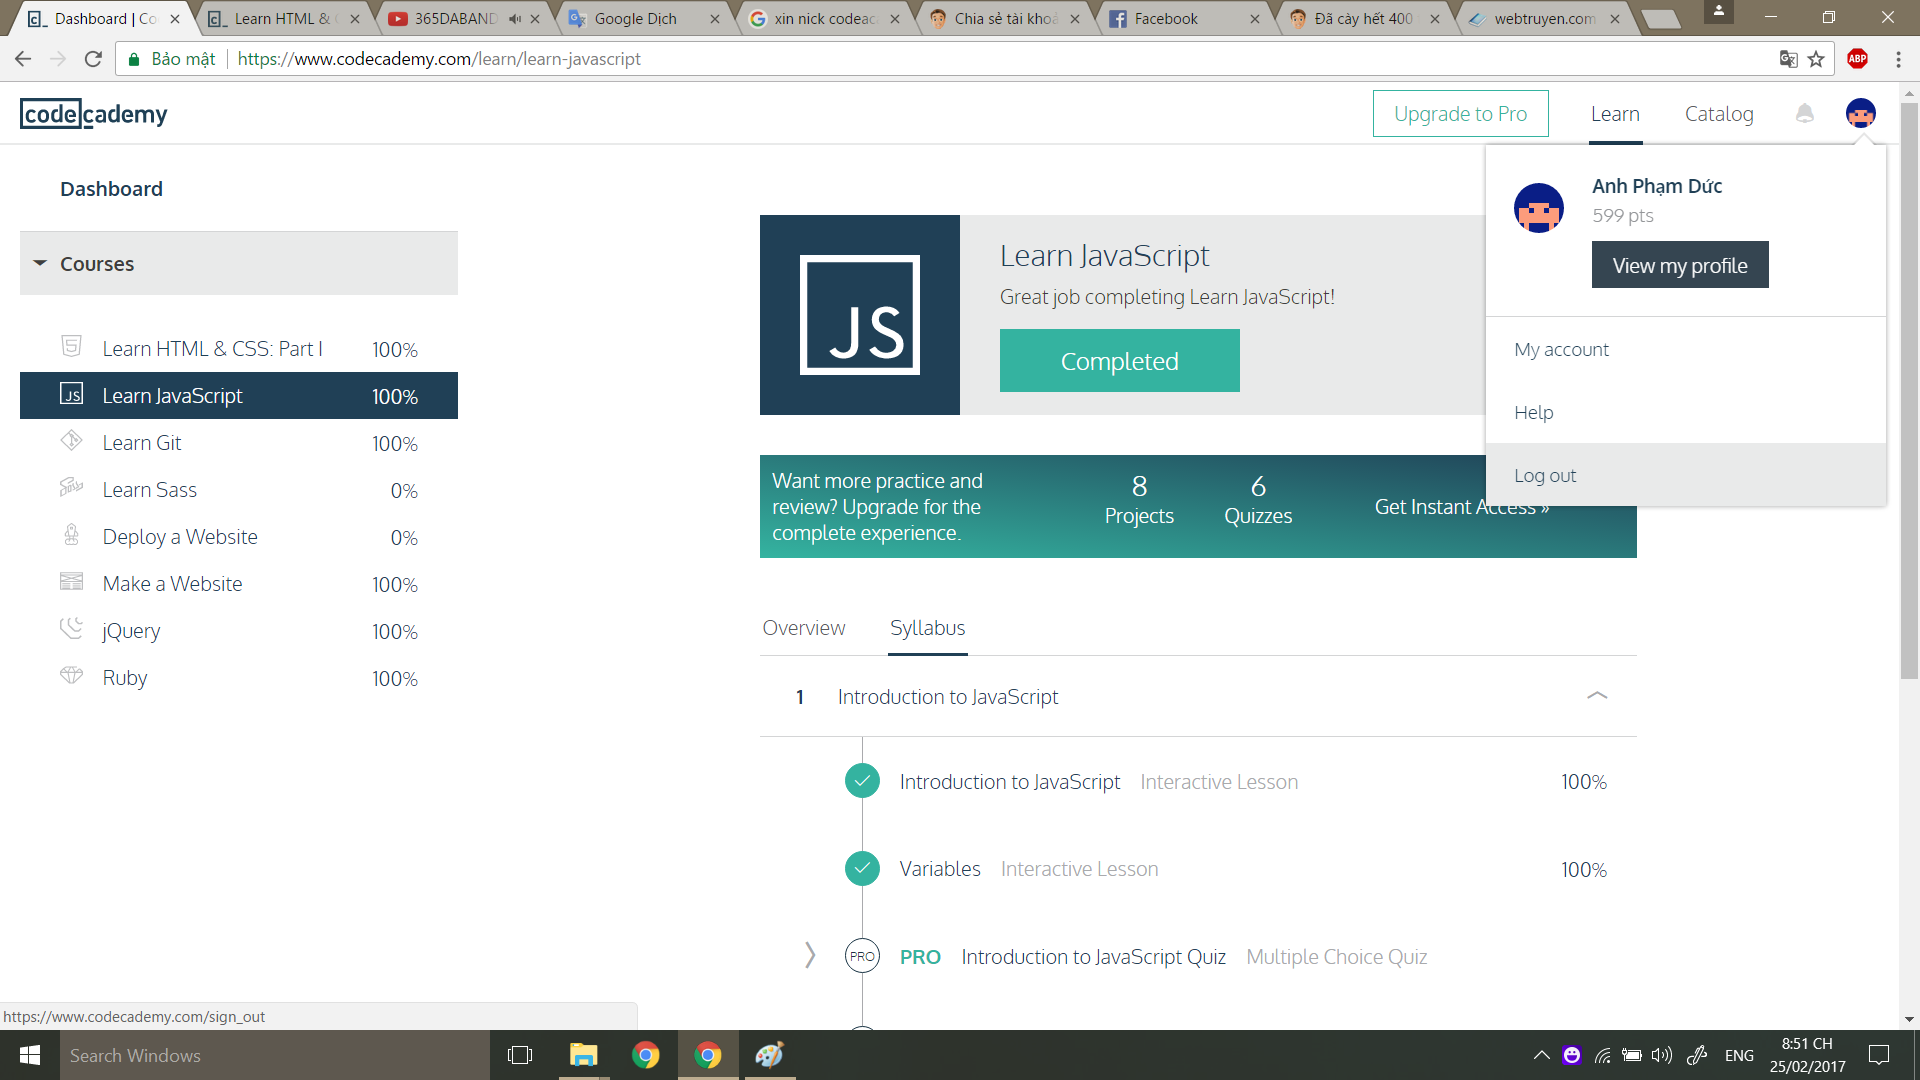 Dashboard | Co
Learn HTML &
365DABAND
Google Dịch
xin nick codeac
Chia sẻ tài khoả
Facebook
Đã cày hết 400
webtruyen.com
Bảo mật
https://www.codecademy.com/learn/learn-javascript
ABP
codecademy
Upgrade to Pro
Learn
Catalog
Dashboard
Courses
Learn HTML & CSS: Part I 100%
JS Learn JavaScript 100%
Learn Git 100%
Learn Sass 0%
Deploy a Website 0%
Make a Website 100%
jQuery 100%
Ruby 100%
JS
Learn JavaScript
Great job completing Learn JavaScript!
Completed
Anh Phạm Dức
599 pts
View my profile
My account
Help
Log out
Want more practice and
review? Upgrade for the
complete experience.
8
Projects
6
Quizzes
Get Instant Access »
Overview
Syllabus
1 Introduction to JavaScript
Introduction to JavaScript Interactive Lesson 100%
Variables Interactive Lesson 100%
PRO PRO Introduction to JavaScript Quiz Multiple Choice Quiz
https://www.codecademy.com/sign_out
Search Windows
ENG
8:51 CH
25/02/2017